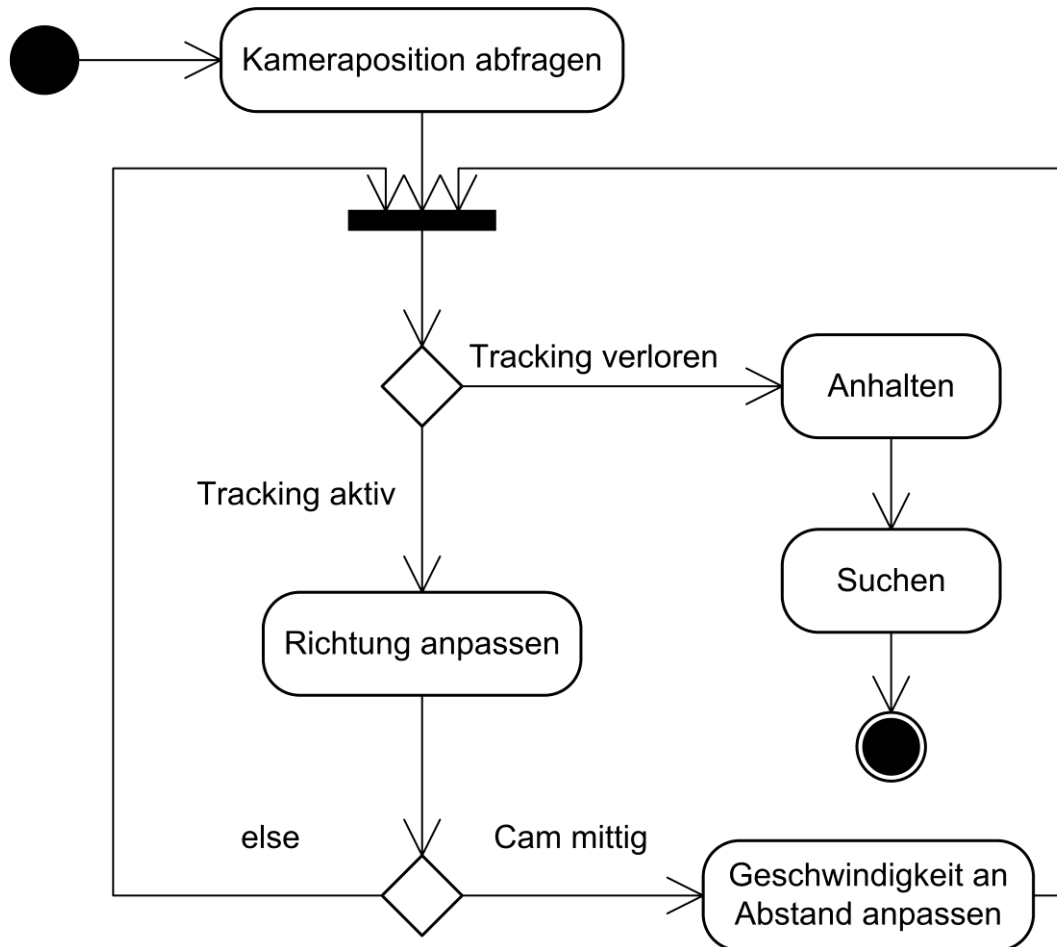 Kameraposition abfragen
Tracking verloren
Anhalten
Tracking aktiv
Suchen
Richtung anpassen
else
Cam mittig
Geschwindigkeit an
Abstand anpassen